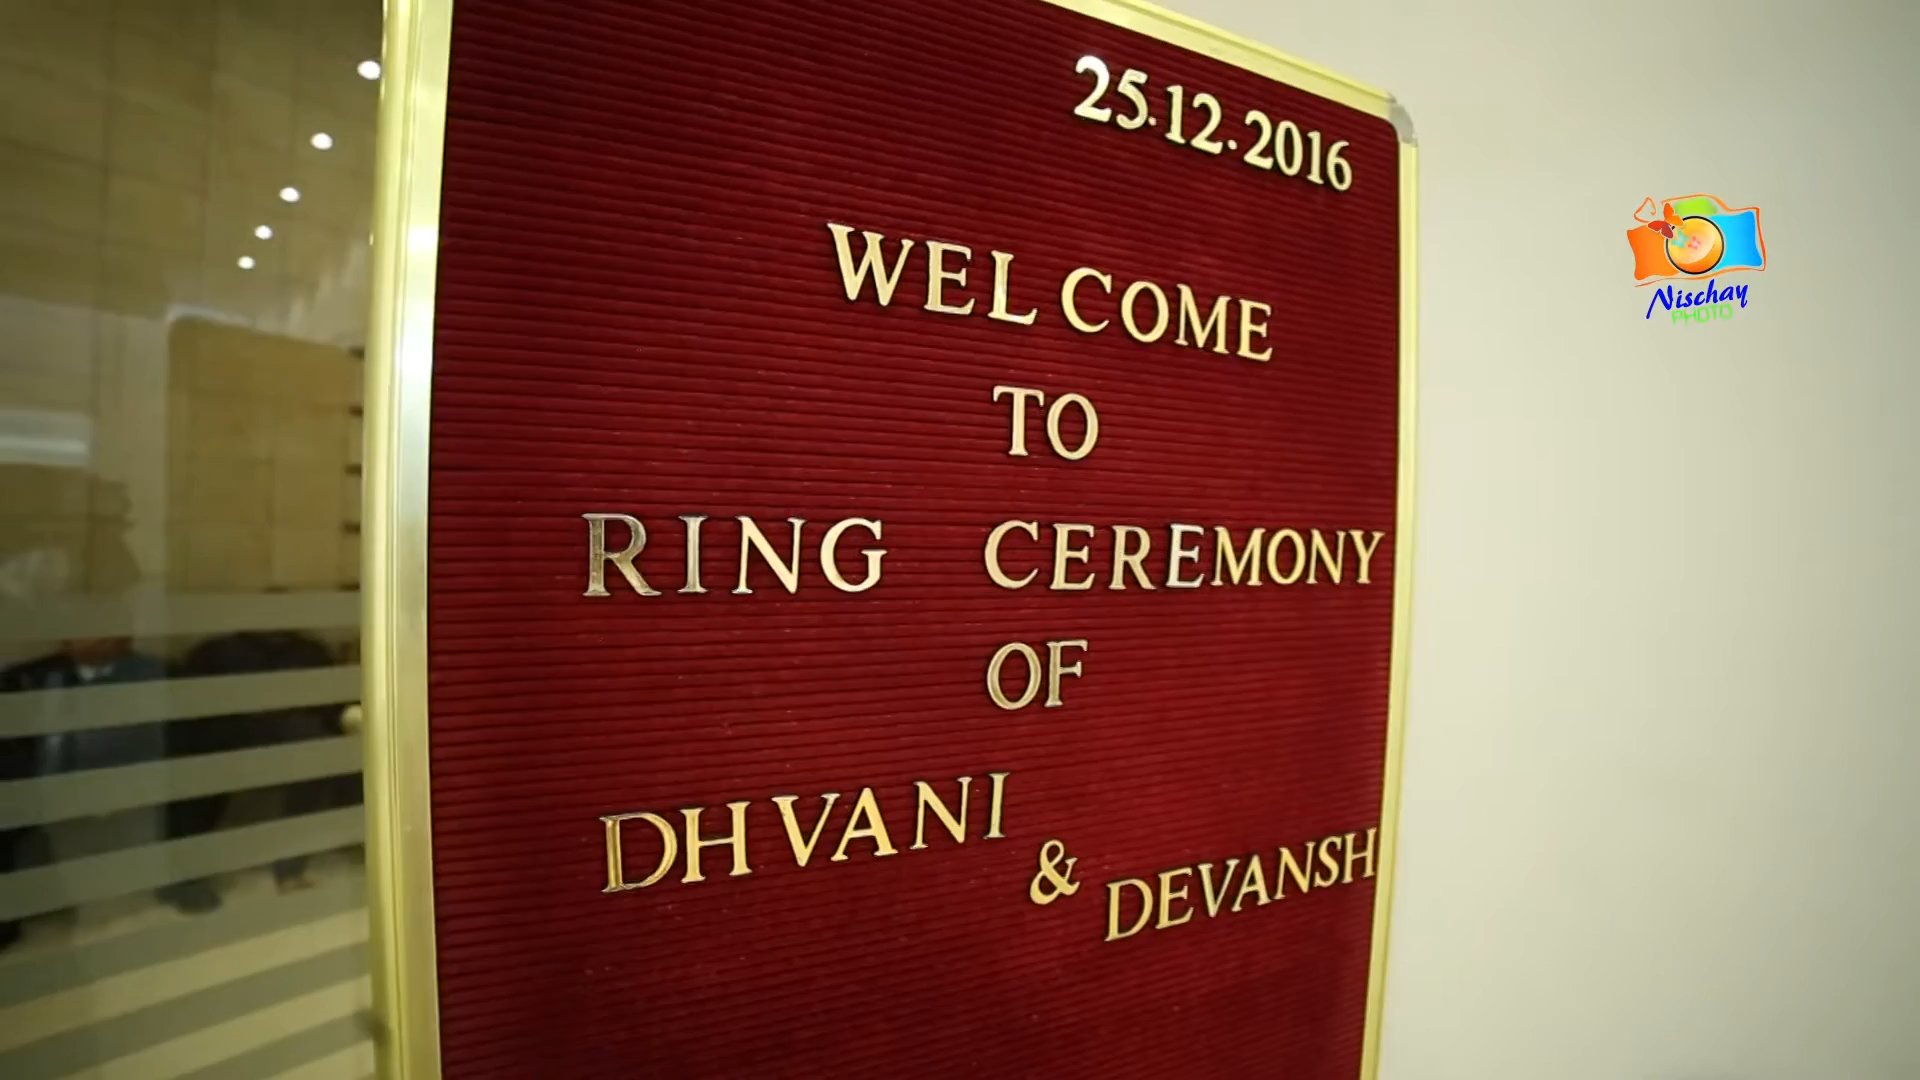 25.12.2016
WELCOME
TO
RING CEREMONY
OF
DHVANI & DEVANSH
Nischay
PHOTO